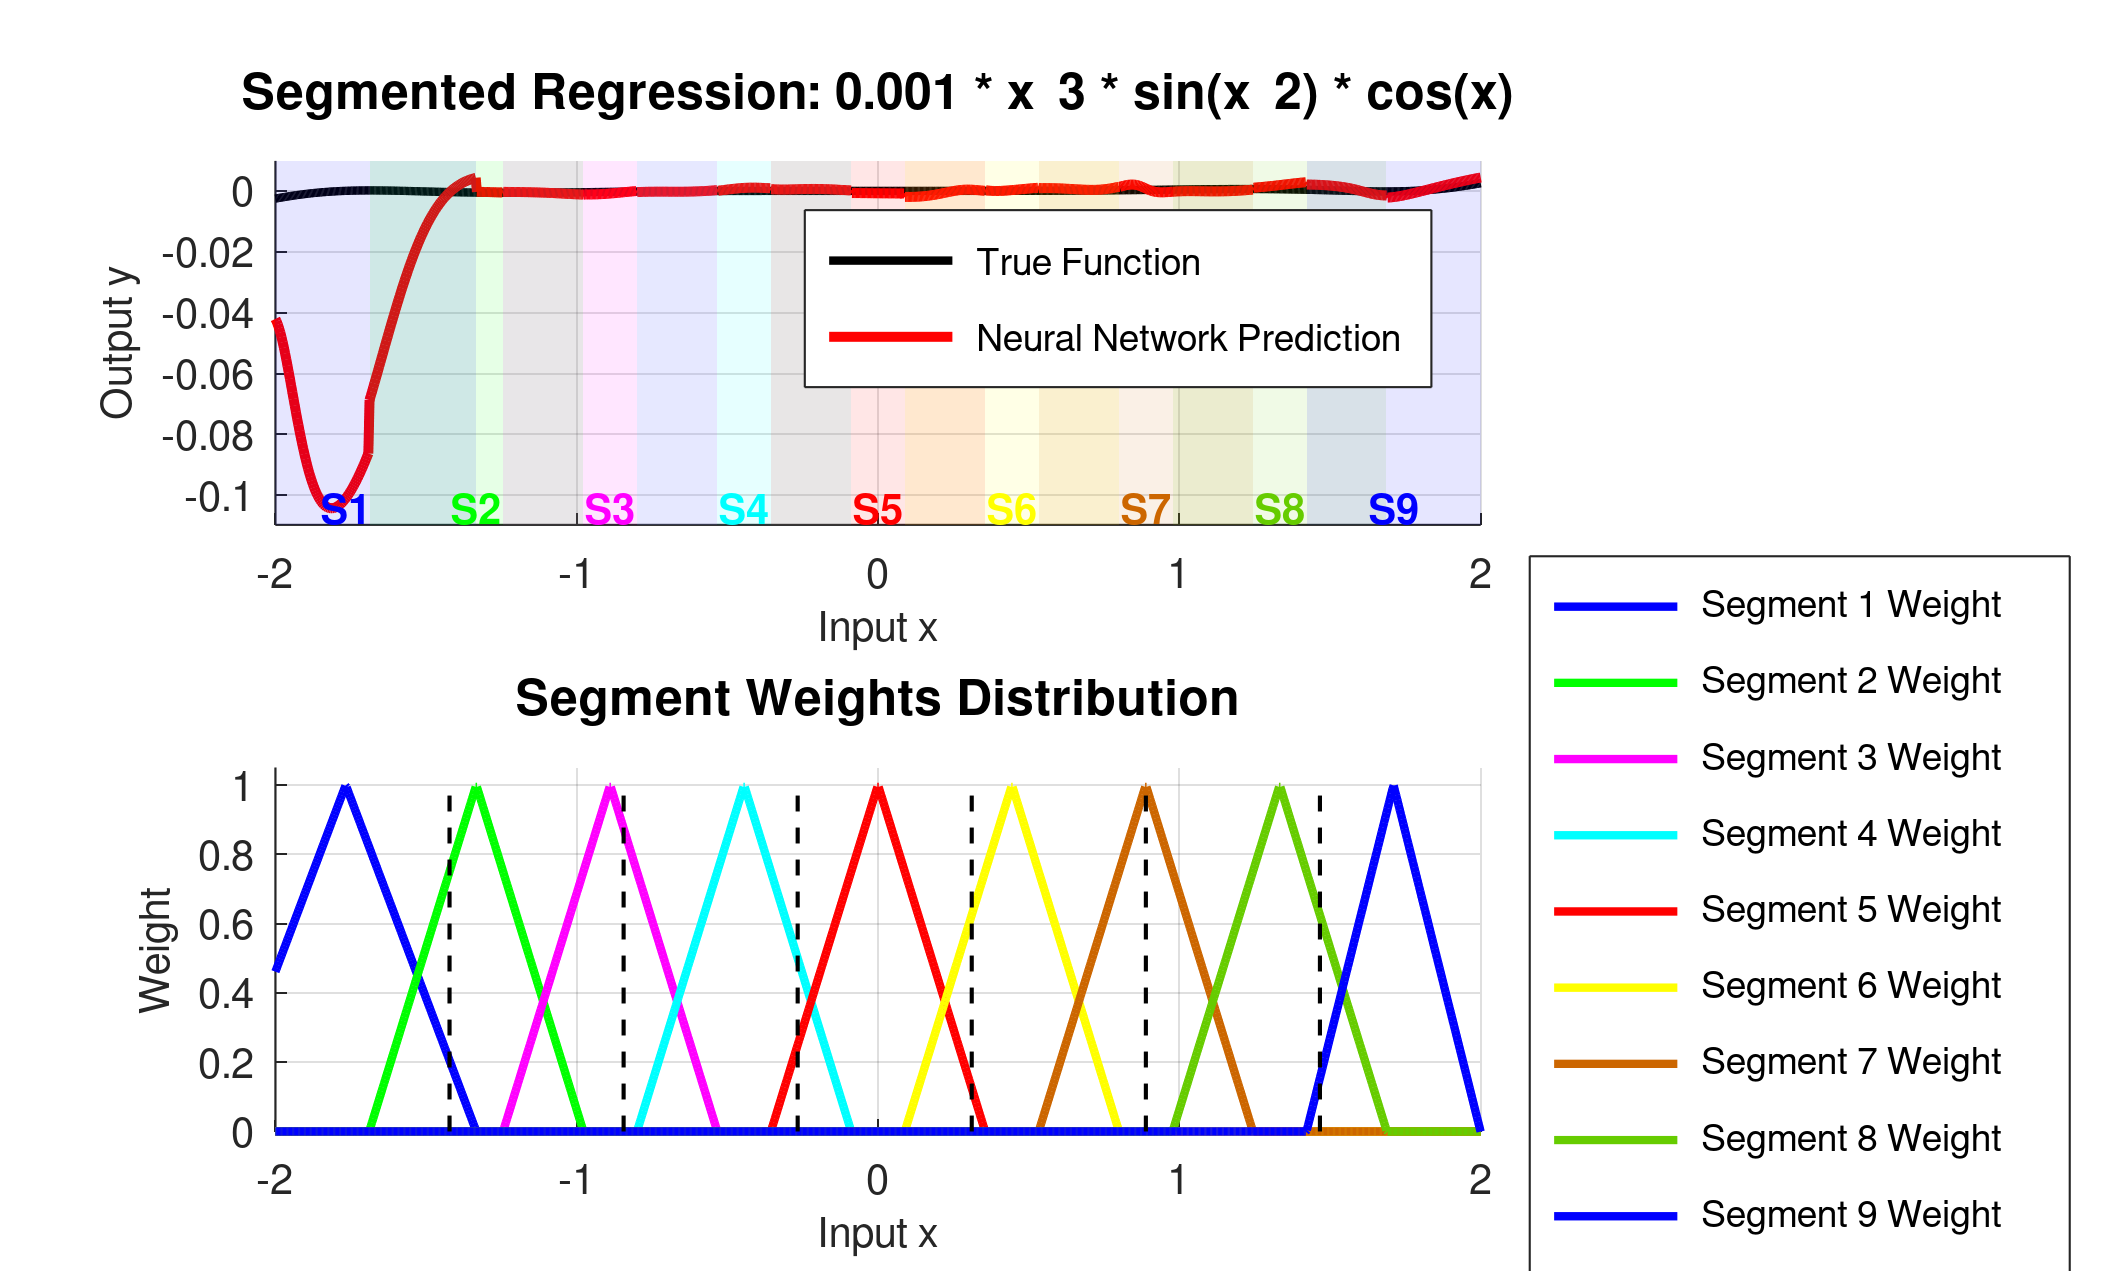 Segmented Regression: 0.001 * x 3 * sin(x 2) * cos(x)
0
-0.02
-0.04
-0.06
-0.08
-0.1
Output y
True Function
Neural Network Prediction
S1 S2 S3 S4 S5 S6 S7 S8 S9
-2 -1 0 1 2
Input x
Segment Weights Distribution
1
0.8
0.6
0.4
0.2
0
Weight
-2 -1 0 1 2
Input x
Segment 1 Weight
Segment 2 Weight
Segment 3 Weight
Segment 4 Weight
Segment 5 Weight
Segment 6 Weight
Segment 7 Weight
Segment 8 Weight
Segment 9 Weight